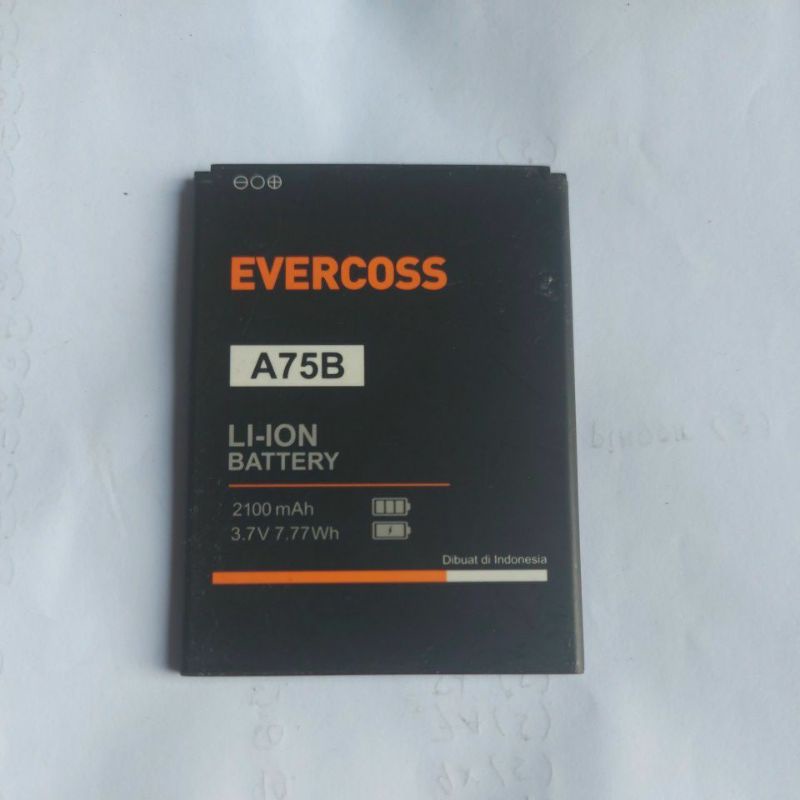 EVERCOSS
A75B
LI-ION
BATTERY
2100 mAh
3.7V 7.77Wh
Dibuat di Indonesia